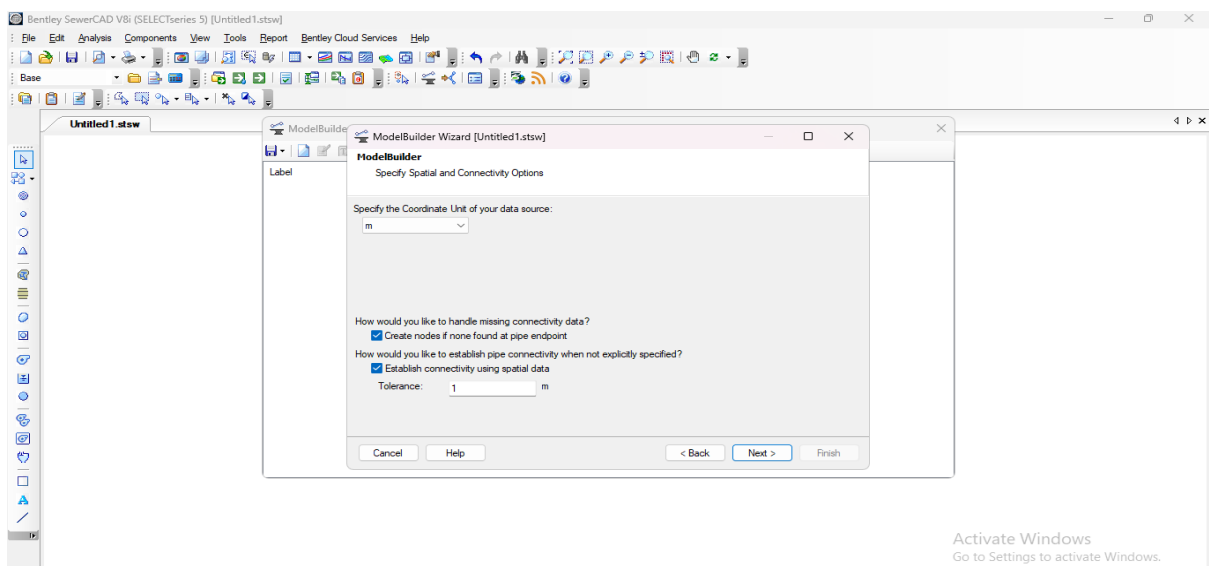 Bentley SewerCAD V8i (SELECTseries 5) [Untitled1.stsw]
File Edit Analysis Components View Tools Report Bentley Cloud Services Help
Base
Untitled1.stsw
ModelBuilder Wizard [Untitled1.stsw]
ModelBuilder
Specify Spatial and Connectivity Options
Label
Specify the Coordinate Unit of your data source:
m
How would you like to handle missing connectivity data?
Create nodes if none found at pipe endpoint
How would you like to establish pipe connectivity when not explicitly specified?
Establish connectivity using spatial data
Tolerance: 1 m
Cancel Help < Back Next > Finish
Activate Windows
Go to Settings to activate Windows.